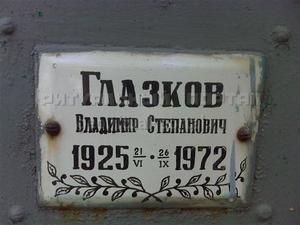 ГЛАЗКОВ
ВЛАДИМИР СТЕПАНОВИЧ
1925 21/VI · 26/IX 1972